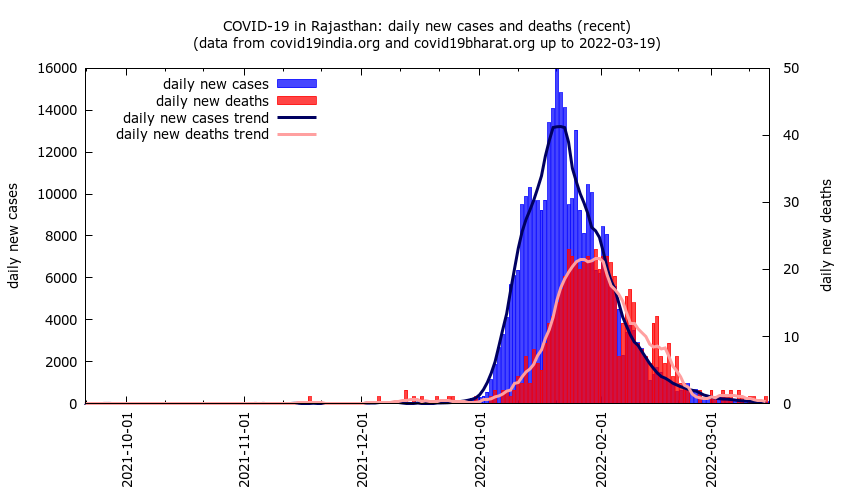 COVID-19 in Rajasthan: daily new cases and deaths (recent)
(data from covid19india.org and covid19bharat.org up to 2022-03-19)
daily new cases
daily new deaths
daily new cases trend
daily new deaths trend
16000
14000
12000
10000
8000
6000
4000
2000
0
daily new cases
50
40
30
20
10
0
daily new deaths
2021-10-01
2021-11-01
2021-12-01
2022-01-01
2022-02-01
2022-03-01